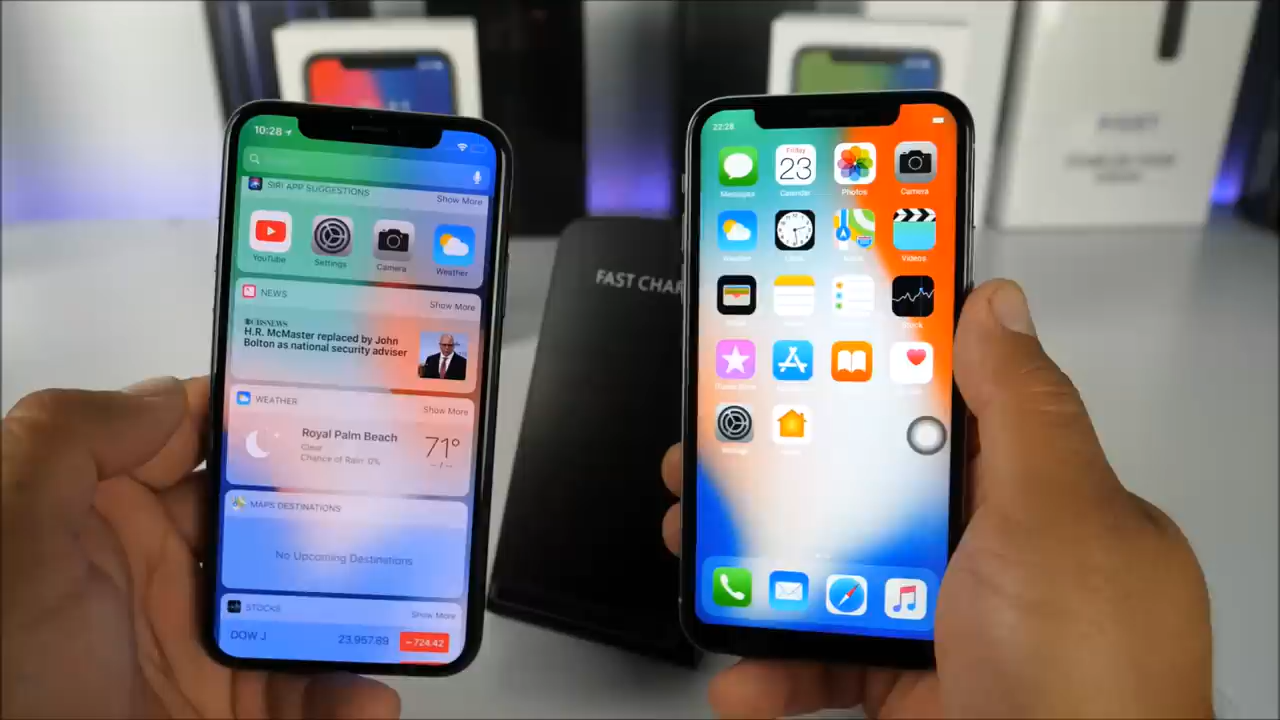 10:28
SIRI APP SUGGESTIONS
Show More
YouTube
Settings
Camera
Weather
NEWS
Show More
CBSNEWS
H.R. McMaster replaced by John
Bolton as national security adviser
WEATHER
Show More
Royal Palm Beach
71°
Clear
Chance of Rain: 0%
--/--
MAPS DESTINATIONS
No Upcoming Destinations
STOCKS
Show More
DOW J
23,957.89
-724.42
FAST CHAR
22:28
Friday
23
Messages
Calendar
Photos
Camera
Weather
Videos
Stock